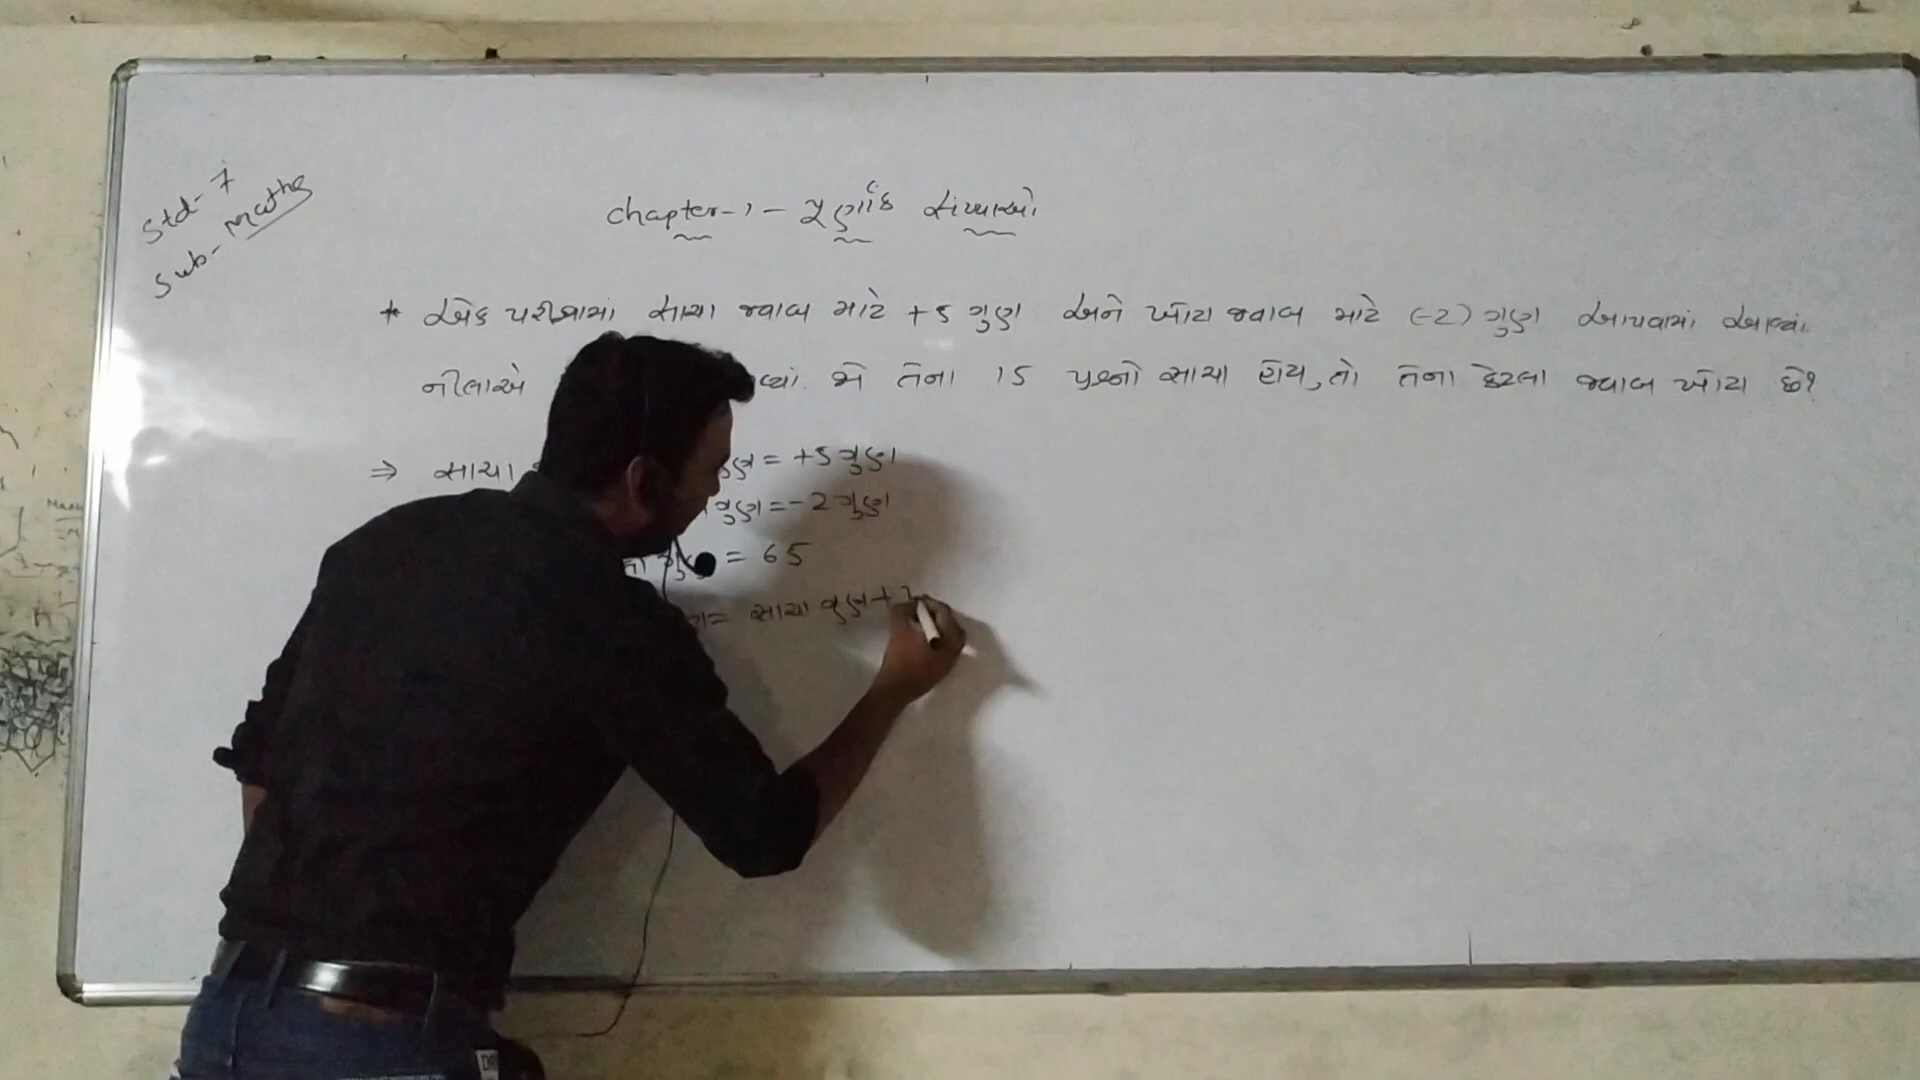 Std- 7
Sub- Maths
Chapter-1 - પૂર્ણાંક સંખ્યાઓ
* એક પરીક્ષામાં સાચા જવાબ માટે +5 ગુણ અને ખોટા જવાબ માટે (-2) ગુણ આપવામાં આવ્યાં.
નીલાએ જો તેના 15 પ્રશ્નો સાચા હોય, તો તેના કેટલા જવાબ ખોટા છે?
⇒ સાચા = +5 ગુણ
ગુણ = -2 ગુણ
= 65
= સાચા ગુણ +